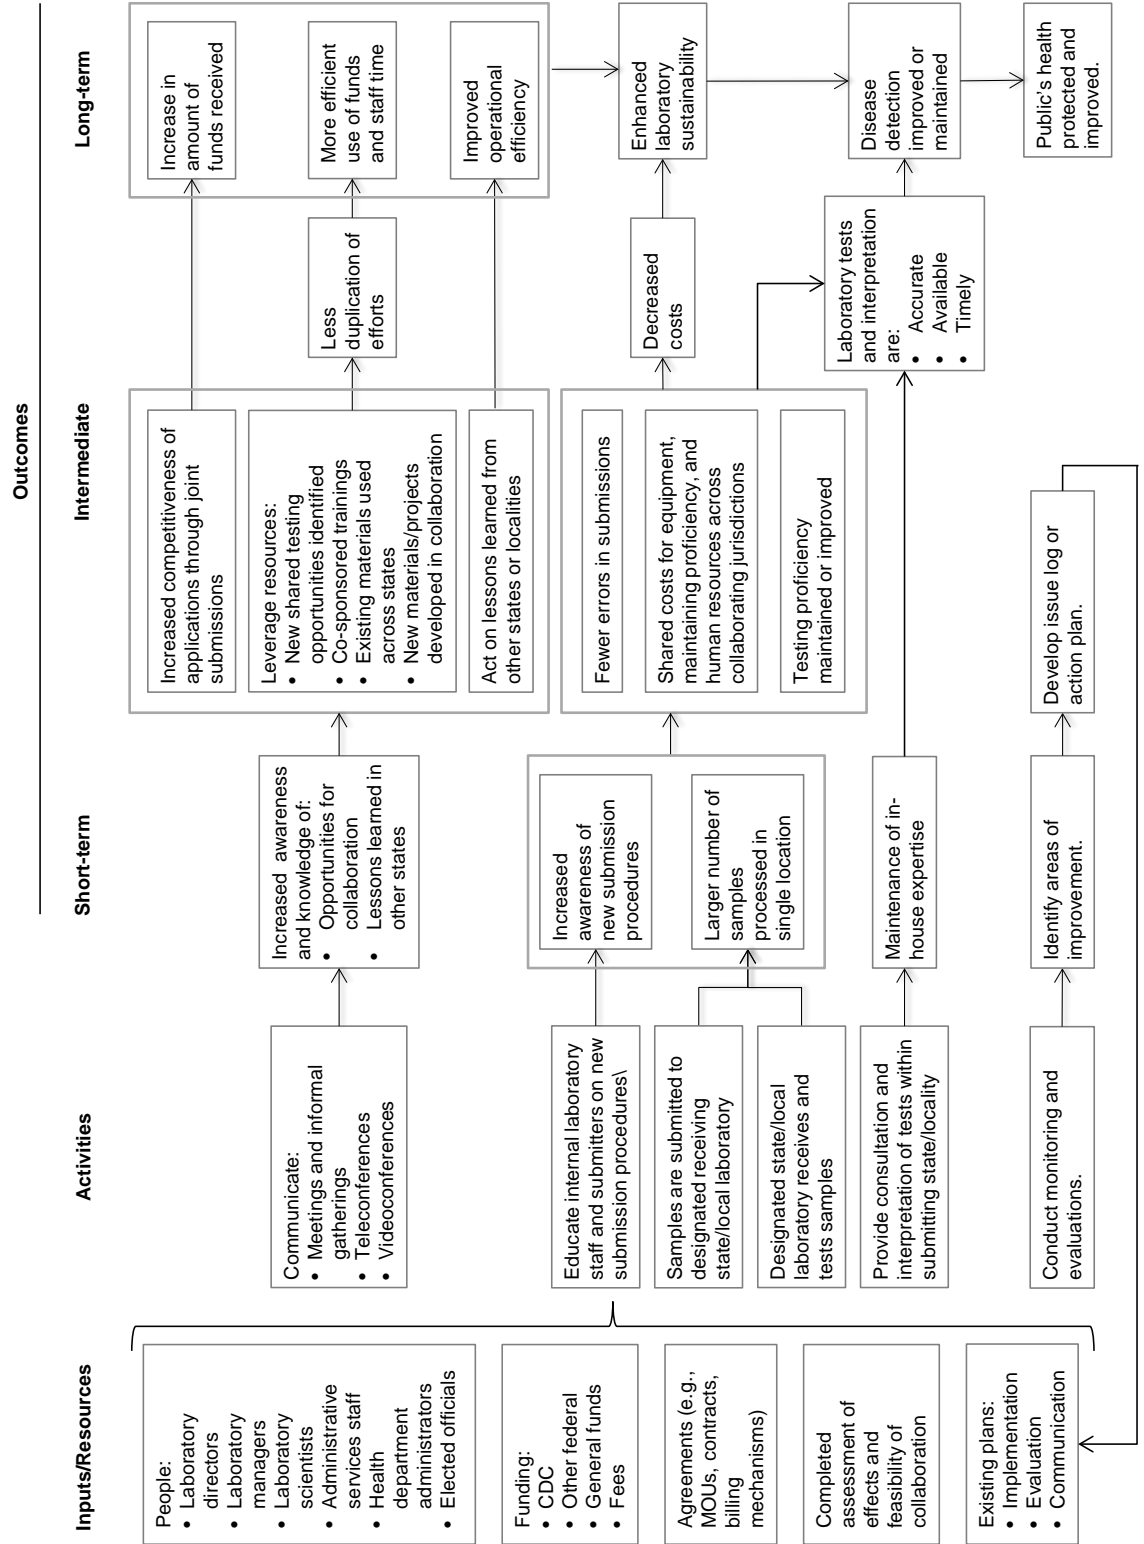 Outcomes
Inputs/Resources
Activities
Short-term
Intermediate
Long-term
People:
• Laboratory
directors
• Laboratory
managers
• Laboratory
scientists
• Administrative
services staff
• Health
department
administrators
• Elected officials
Funding:
• CDC
• Other federal
• General funds
• Fees
Agreements (e.g.,
MOUs, contracts,
billing
mechanisms)
Completed
assessment of
effects and
feasibility of
collaboration
Existing plans:
• Implementation
• Evaluation
• Communication
Communicate:
• Meetings and informal
gatherings
• Teleconferences
• Videoconferences
Educate internal laboratory
staff and submitters on new
submission procedures\
Samples are submitted to
designated receiving
state/local laboratory
Designated state/local
laboratory receives and
tests samples
Provide consultation and
interpretation of tests within
submitting state/locality
Conduct monitoring and
evaluations.
Increased awareness
and knowledge of:
• Opportunities for
collaboration
• Lessons learned in
other states
Increased
awareness of
new submission
procedures
Larger number of
samples
processed in
single location
Maintenance of in-
house expertise
Identify areas of
improvement.
Increased competitiveness of
applications through joint
submissions
Leverage resources:
• New shared testing
opportunities identified
• Co-sponsored trainings
• Existing materials used
across states
• New materials/projects
developed in collaboration
Act on lessons learned from
other states or localities
Fewer errors in submissions
Shared costs for equipment,
maintaining proficiency, and
human resources across
collaborating jurisdictions
Testing proficiency
maintained or improved
Develop issue log or
action plan.
Less
duplication of
efforts
Decreased
costs
Laboratory tests
and interpretation
are:
• Accurate
• Available
• Timely
Increase in
amount of
funds received
More efficient
use of funds
and staff time
Improved
operational
efficiency
Enhanced
laboratory
sustainability
Disease
detection
improved or
maintained
Public's health
protected and
improved.